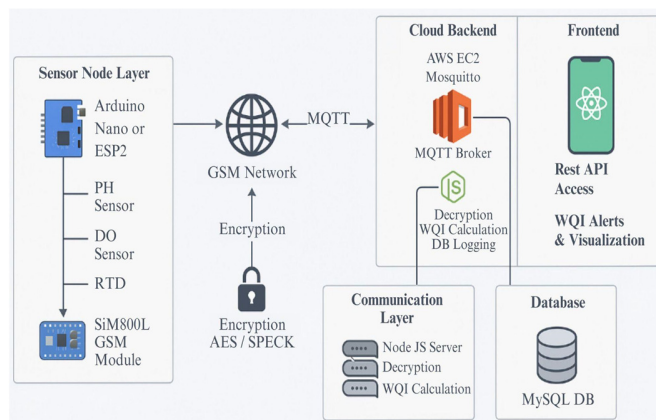 Sensor Node Layer
Arduino
Nano or
ESP2
PH
Sensor
DO
Sensor
RTD
SiM800L
GSM
Module
GSM Network
Encryption
Encryption
AES / SPECK
MQTT
Cloud Backend
AWS EC2
Mosquitto
MQTT Broker
JS
Decryption
WQI Calculation
DB Logging
Frontend
Rest API
Access
WQI Alerts
& Visualization
Communication
Layer
Node JS Server
Decryption
WQI Calculation
Database
MySQL DB